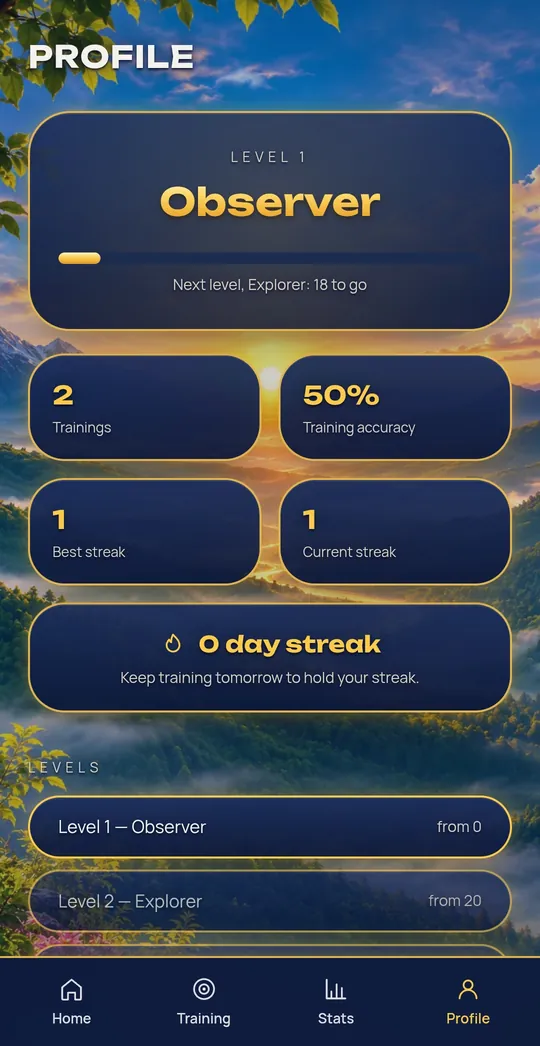 PROFILE
LEVEL 1
Observer
Next level, Explorer: 18 to go
2
Trainings
50%
Training accuracy
1
Best streak
1
Current streak
0 day streak
Keep training tomorrow to hold your streak.
LEVELS
Level 1 — Observer from 0
Level 2 — Explorer from 20
Home Training Stats Profile